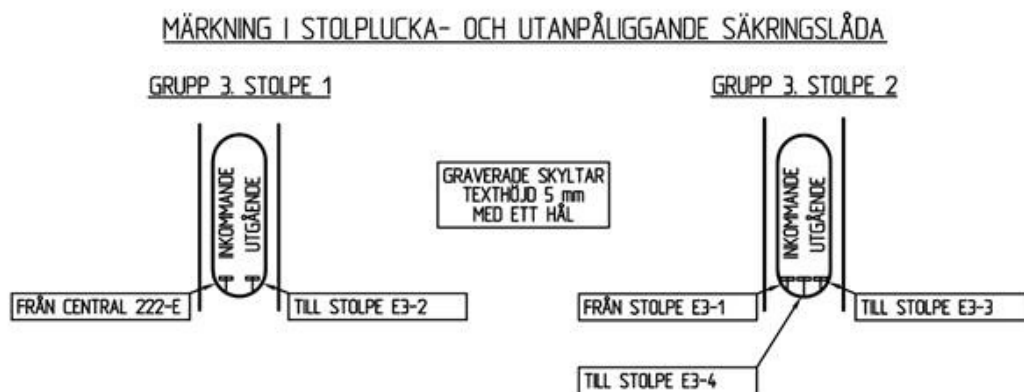 MÄRKNING I STOLPLUCKA- OCH UTANPÅLIGGANDE SÄKRINGSLÅDA
GRUPP 3. STOLPE 1
GRUPP 3. STOLPE 2
INKOMMANDE
UTGÅENDE
GRAVERADE SKYLTAR
TEXTHÖJD 5 mm
MED ETT HÅL
INKOMMANDE
UTGÅENDE
FRÅN CENTRAL 222-E
TILL STOLPE E3-2
FRÅN STOLPE E3-1
TILL STOLPE E3-3
TILL STOLPE E3-4